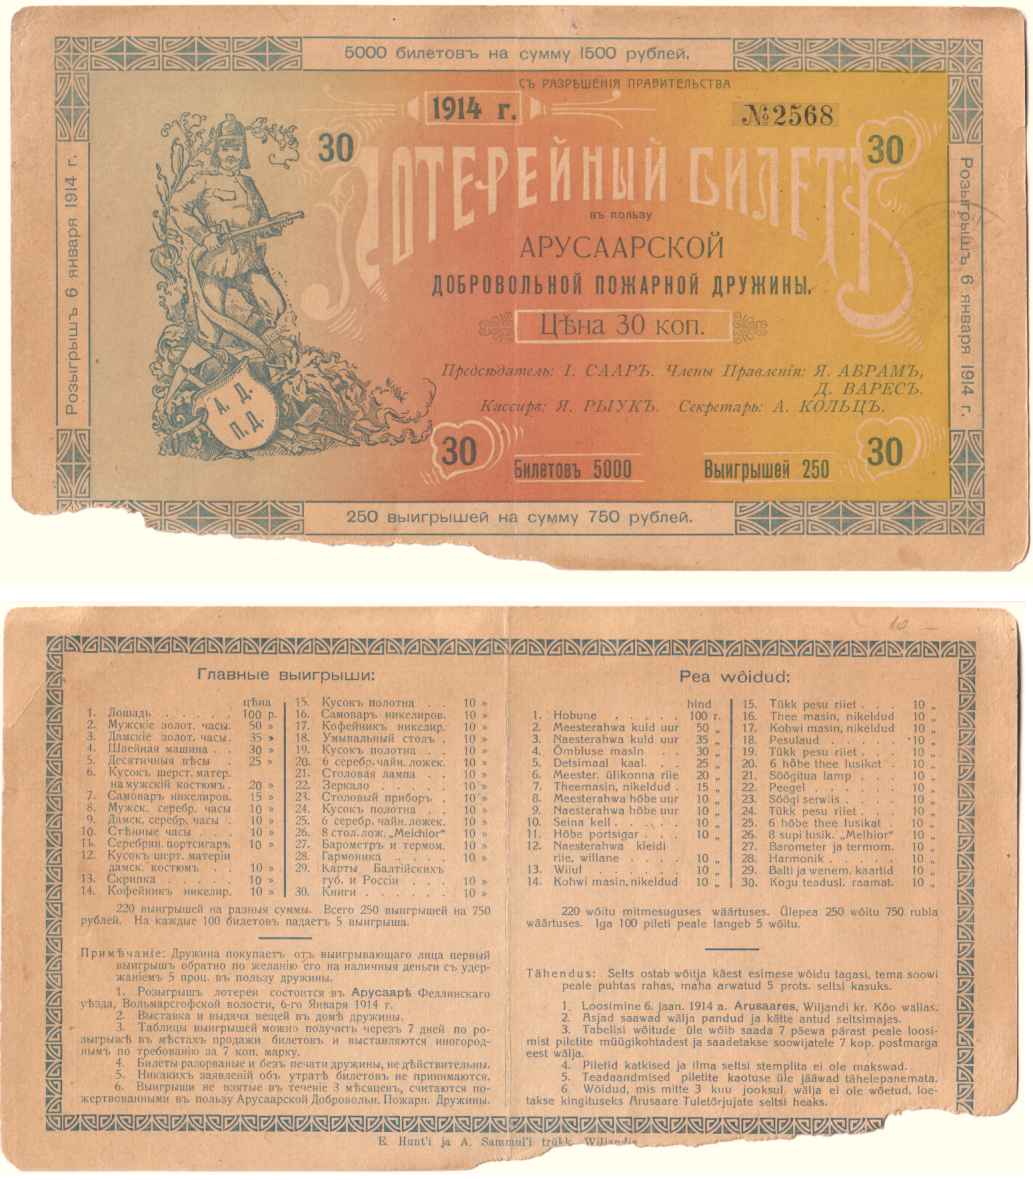 5000 билетовъ на сумму 1500 рублей.
СЪ РАЗРѢШЕНІЯ ПРАВИТЕЛЬСТВА
1914 г.
№2568
30
30
ЛОТЕРЕЙНЫЙ БИЛЕТЪ
въ пользу
АРУСААРСКОЙ
ДОБРОВОЛЬНОЙ ПОЖАРНОЙ ДРУЖИНЫ.
Цѣна 30 коп.
Предсѣдатель: І. СААРЪ. Члены Правленія: Я. АБРАМЪ,
Д. ВАРЕСЪ.
Кассиръ: Я. РЫУКЪ. Секретарь: А. КОЛЬЦЪ.
А. Д.
П. Д.
30
Билетовъ 5000
Выигрышей 250
30
Розыгрышъ 6 января 1914 г.
Розыгрышъ 6 января 1914 г.
250 выигрышей на сумму 750 рублей.
10 —
Главные выигрыши:
цѣна
1. Лошадь . . . . . . 100 р.
2. Мужскіе золот. часы. 50 »
3. Дамскіе золот. часы. 35 »
4. Швейная машина . . 30 »
5. Десятичныя вѣсы . 25 »
6. Кусокъ шерст. матер.
на мужскій костюмъ . 20 »
7. Самоваръ никелиров. 15 »
8. Мужск. серебр. часы 10 »
9. Дамск. серебр. часы . 10 »
10. Стѣнные часы . . . 10 »
11. Серебрян. портсигаръ 10 »
12. Кусокъ шерт. матеріи
дамск. костюмъ . . 10 »
13. Скрипка . . . . . 10 »
14. Кофейникъ никелир. 10 »
15. Кусокъ полотна . . 10 »
16. Самоваръ никелиров. 10 »
17. Кофейникъ никелир. 10 »
18. Умывальный столъ . 10 »
19. Кусокъ полотна . . 10 »
20. 6 серебр. чайн. ложек. 10 »
21. Столовая лампа . . 10 »
22. Зеркало . . . . . 10 »
23. Столовый приборъ . 10 »
24. Кусокъ полотна . . 10 »
25. 6 серебр. чайн. ложек. 10 »
26. 8 стол. лож. „Melchior“ 10 »
27. Барометръ и термом. 10 »
28. Гармоника . . . . 10 »
29. Карты Балтійскихъ
губ. и Россіи . . . 10 »
30. Книги . . . . . 10 »
220 выигрышей на разныя суммы. Всего 250 выигрышей на 750
рублей. На каждые 100 билетовъ падаетъ 5 выигрыша.
Примѣчаніе: Дружина покупаетъ отъ выигрывающаго лица первый
выигрышъ обратно по желанію его на наличныя деньги съ удер-
жаніемъ 5 проц. въ пользу дружины.
1. Розыгрышъ лотереи состоится въ Арусаарѣ Феллинскаго
уѣзда, Вольмарсгофской волости, 6-го Января 1914 г.
2. Выставка и выдача вещей въ домѣ дружины.
3. Таблицы выигрышей можно получать черезъ 7 дней по ро-
зыгрышѣ въ мѣстахъ продажи билетовъ и выставляются иногород-
нымъ по требованію за 7 коп. марку.
4. Билеты разорваные и безъ печати дружины, не дѣйствительны.
5. Никакихъ заявленій объ утратѣ билетовъ не принимаются.
6. Выигрыши не взятые въ теченіе 3 мѣсяцевъ, считаются по-
жертвованными въ пользу Арусаарской Добровольн. Пожарн. Дружины.
Pea wõidud:
hind
1. Hobune . . . . . 100 r.
2. Meesterahwa kuld uur 50 „
3. Naesterahwa kuld uur 35 „
4. Õmbluse masin . . . 30 „
5. Detsimaal kaal. . . 25 „
6. Meester. ülikonna riie 20 „
7. Theemasin, nikeldud . 15 „
8. Meesterahwa hõbe uur 10 „
9. Naesterahwa hõbe uur 10 „
10. Seina kell . . . . 10 „
11. Hõbe portsigar . . 10 „
12. Naesterahwa kleidi
riie, willane . . . 10 „
13. Wiiul . . . . . 10 „
14. Kohwi masin, nikeldud 10 „
15. Tükk pesu riiet . . . 10 „
16. Thee masin, nikeldud 10 „
17. Kohwi masin, nikeldud 10 „
18. Pesulaud . . . . . 10 „
19. Tükk pesu riiet . . . 10 „
20. 6 hõbe thee lusikat . 10 „
21. Söögitua lamp . . . 10 „
22. Peegel . . . . . 10 „
23. Söögi serwiis . . . 10 „
24. Tükk pesu riiet . . . 10 „
25. 6 hõbe thee lusikat . 10 „
26. 8 supi lusik. „Melhior“ 10 „
27. Barometer ja termom. 10 „
28. Harmonik . . . . 10 „
29. Balti ja wenem. kaartid 10 „
30. Kogu teadusl. raamat. 10 „
220 wõitu mitmesuguses wäärtuses. Ülepea 250 wõitu 750 rubla
wäärtuses. Iga 100 pileti peale langeb 5 wõitu.
Tähendus: Selts ostab wõitja käest esimese wõidu tagasi, tema soowi
peale puhtas rahas, maha arwatud 5 prots. seltsi kasuks.
1. Loosimine 6. jaan. 1914 a. Arusaares, Wiljandi kr. Kõo wallas.
2. Asjad saawad wälja pandud ja kätte antud seltsimajas.
3. Tabelisi wõitude üle wõib saada 7 päewa pärast peale loosi-
mist piletite müügikohtadest ja saadetakse soowijatele 7 kop. postmarga
eest wälja.
4. Piletid katkised ja ilma seltsi stemplita ei ole makswad.
5. Teadaandmised piletite kaotuse üle jääwad tähelepanemata.
6. Wõidud, mis mitte 3 kuu jooksul wälja ei ole wõetud, loe-
takse kingituseks Arusaare Tuletõrjujate seltsi heaks.
E. Hunt'i ja A. Sammul'i trükk. Wiljandis